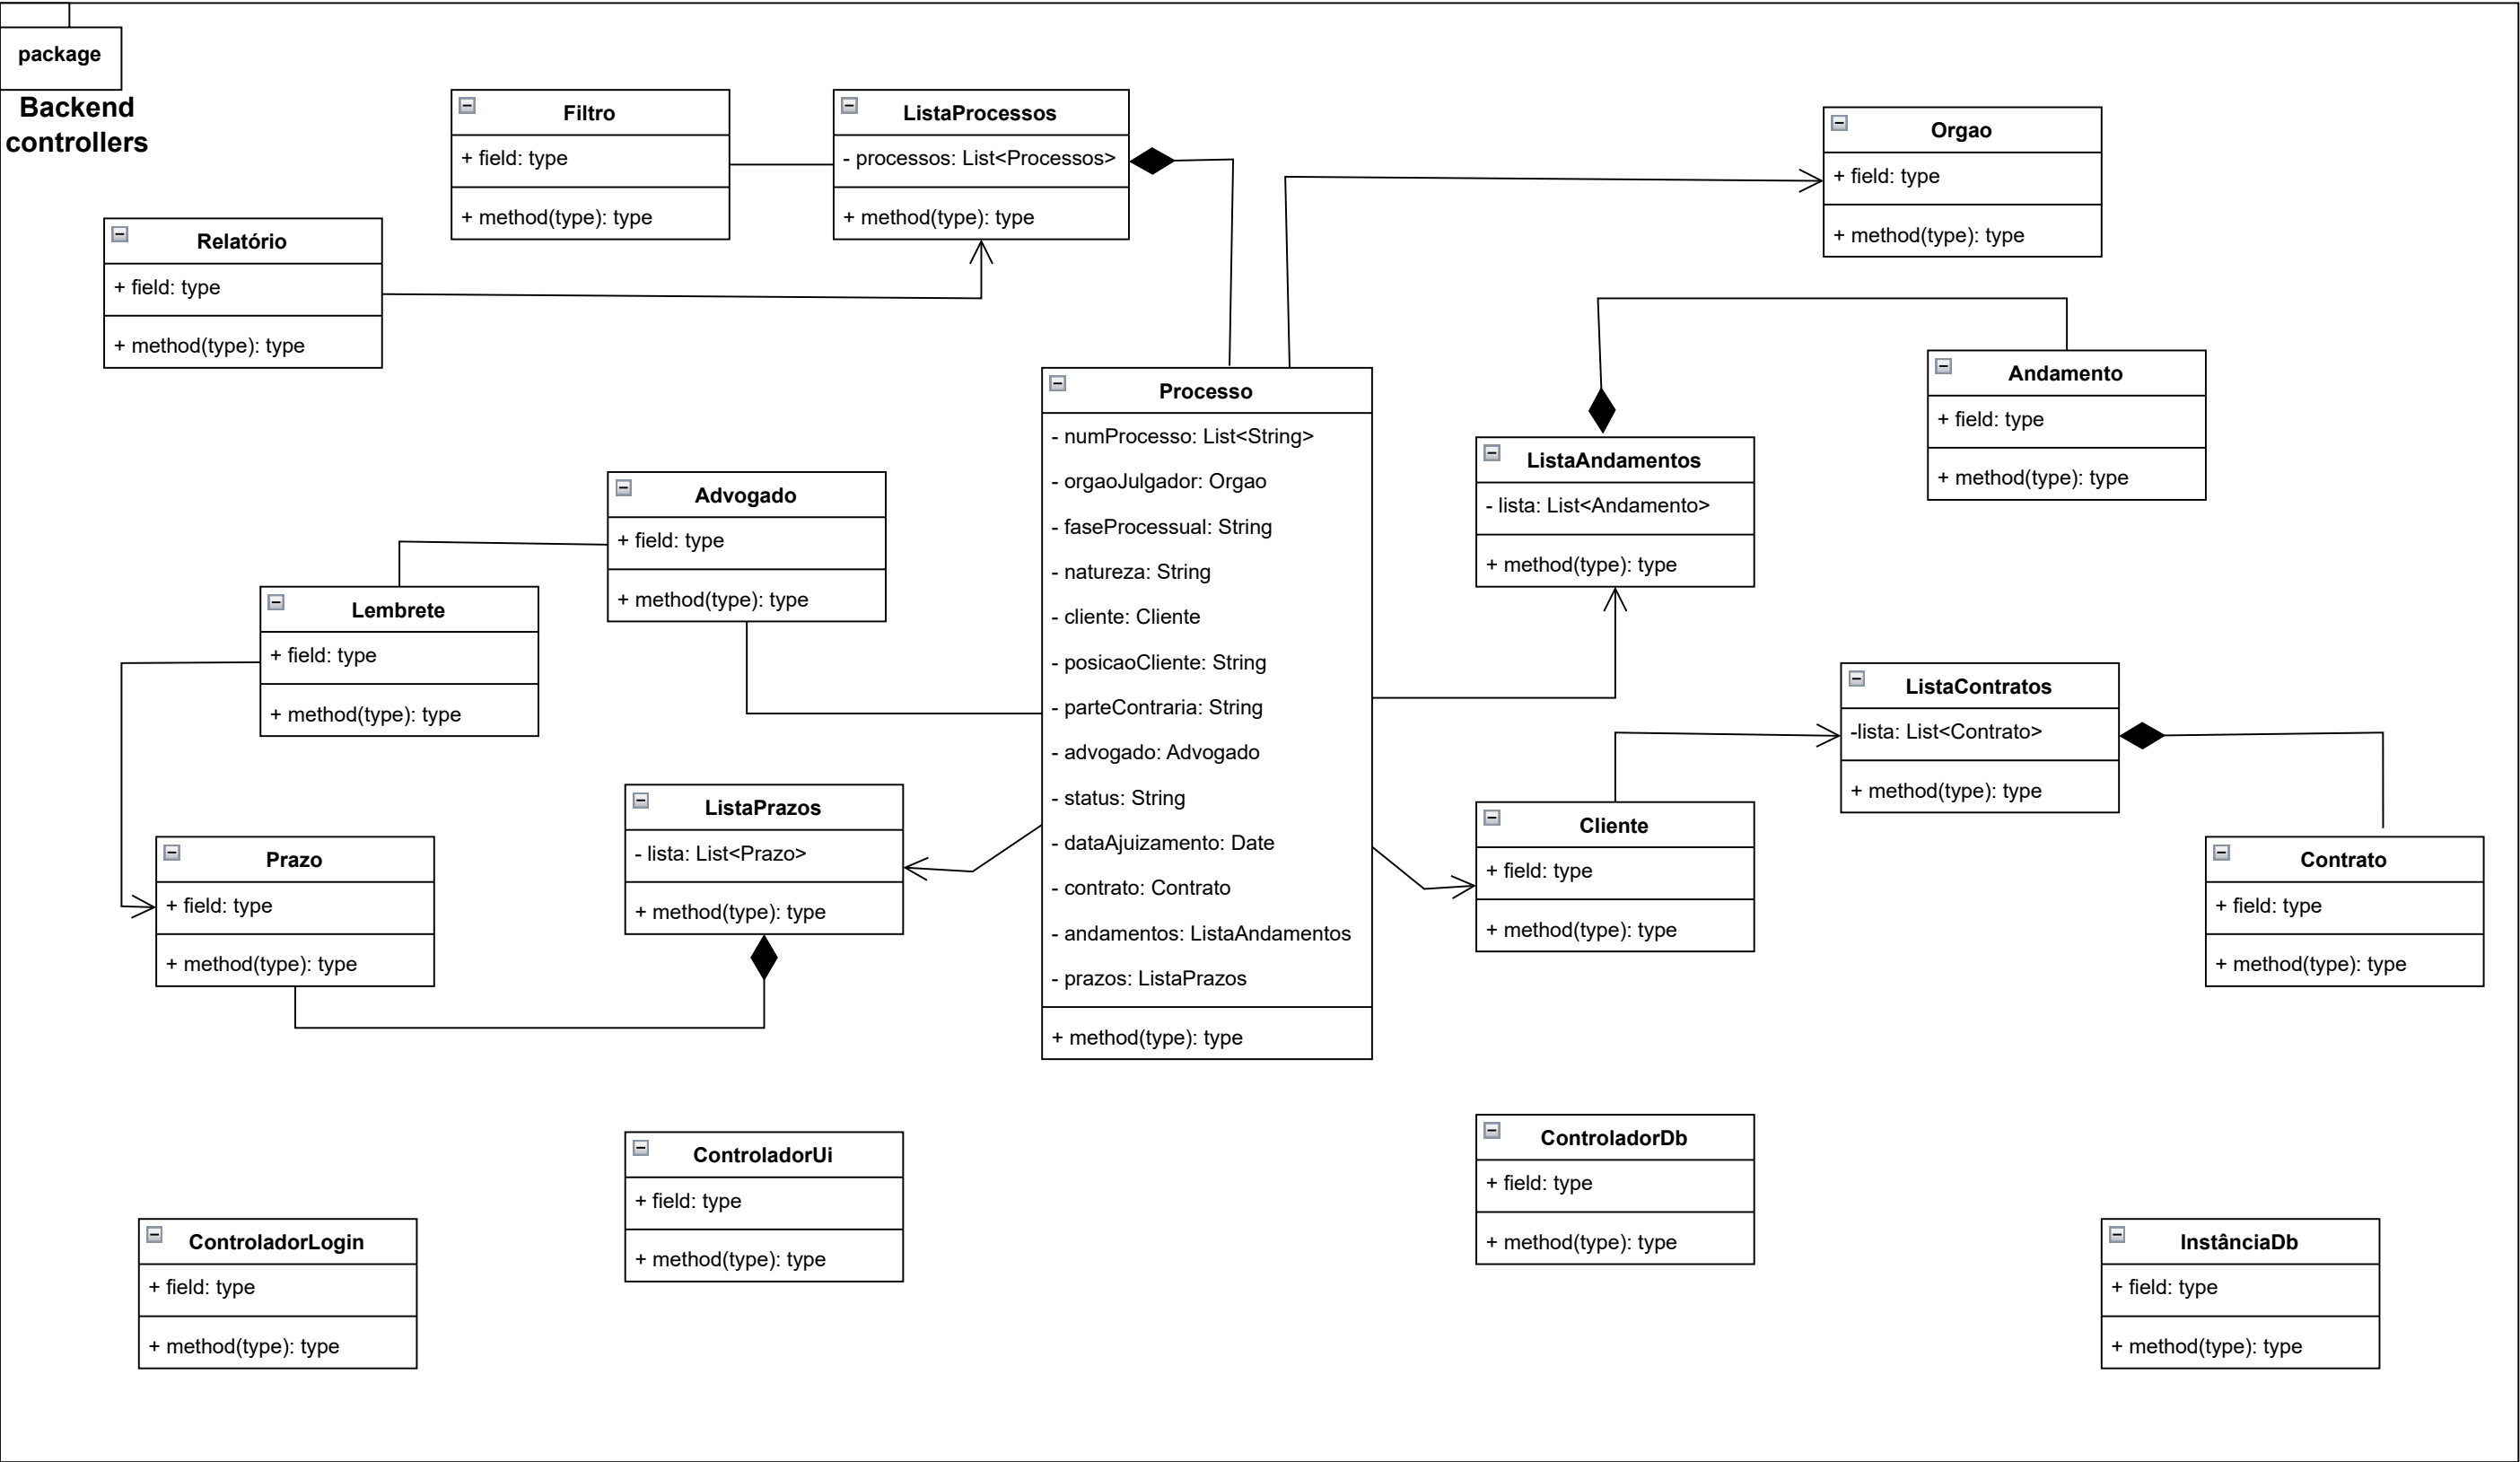 package
Backend
controllers
Filtro
+ field: type
+ method(type): type
ListaProcessos
- processos: List<Processos>
+ method(type): type
Orgao
+ field: type
+ method(type): type
Relatório
+ field: type
+ method(type): type
Processo
- numProcesso: List<String>
- orgaoJulgador: Orgao
- faseProcessual: String
- natureza: String
- cliente: Cliente
- posicaoCliente: String
- parteContraria: String
- advogado: Advogado
- status: String
- dataAjuizamento: Date
- contrato: Contrato
- andamentos: ListaAndamentos
- prazos: ListaPrazos
+ method(type): type
Andamento
+ field: type
+ method(type): type
ListaAndamentos
- lista: List<Andamento>
+ method(type): type
Advogado
+ field: type
+ method(type): type
Lembrete
+ field: type
+ method(type): type
ListaContratos
-lista: List<Contrato>
+ method(type): type
ListaPrazos
- lista: List<Prazo>
+ method(type): type
Cliente
+ field: type
+ method(type): type
Prazo
+ field: type
+ method(type): type
Contrato
+ field: type
+ method(type): type
ControladorUi
+ field: type
+ method(type): type
ControladorDb
+ field: type
+ method(type): type
ControladorLogin
+ field: type
+ method(type): type
InstânciaDb
+ field: type
+ method(type): type